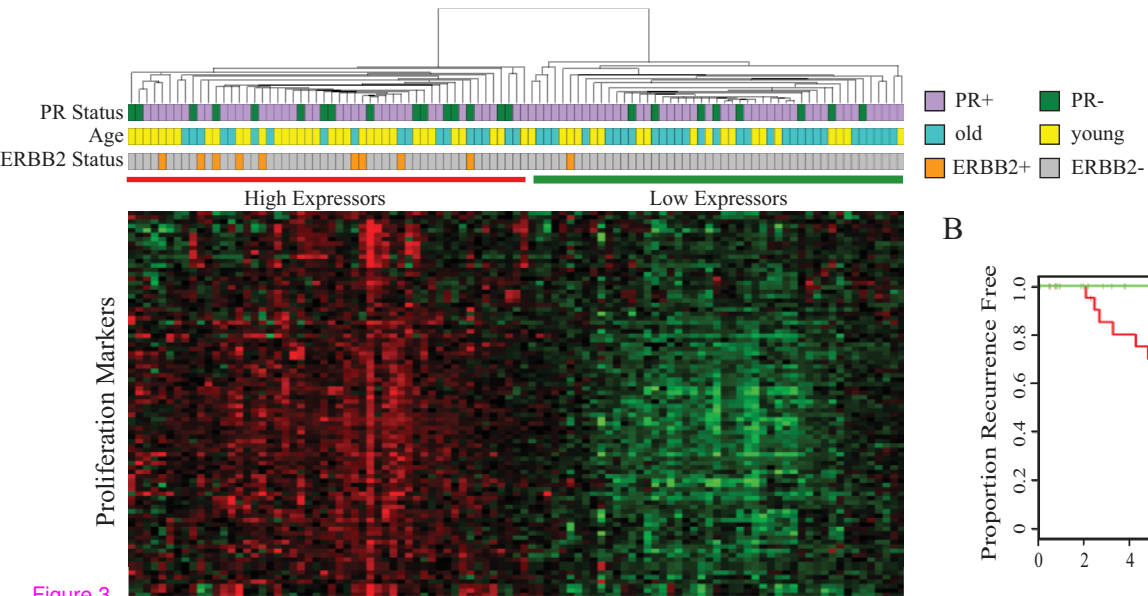 PR Status
Age
ERBB2 Status
PR+ PR-
old young
ERBB2+ ERBB2-
High Expressors Low Expressors
Proliferation Markers
B
Proportion Recurrence Free
1.0
0.8
0.6
0.4
0.2
0
0 2 4
Figure 3